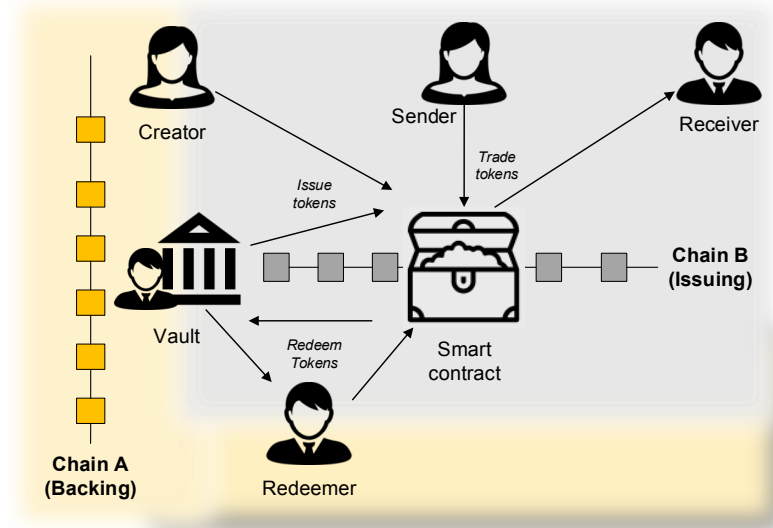 Creator
Sender
Receiver
Issue
tokens
Trade
tokens
Chain B
(Issuing)
Vault
Redeem
Tokens
Smart
contract
Chain A
(Backing)
Redeemer